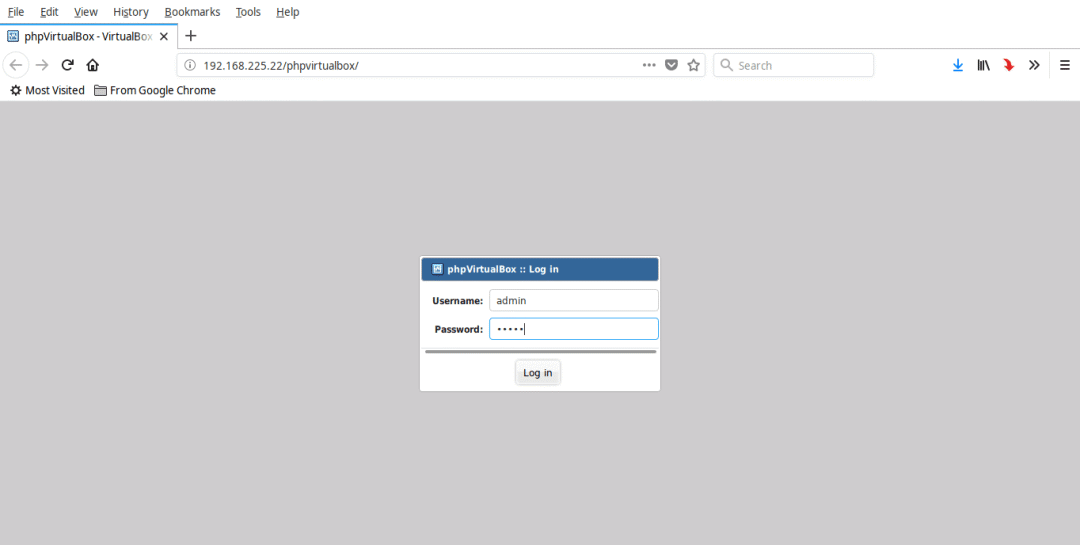 File Edit View History Bookmarks Tools Help
phpVirtualBox - VirtualBox
192.168.225.22/phpvirtualbox/
Search
Most Visited From Google Chrome
phpVirtualBox :: Log in
Username: admin
Password: •••••
Log in